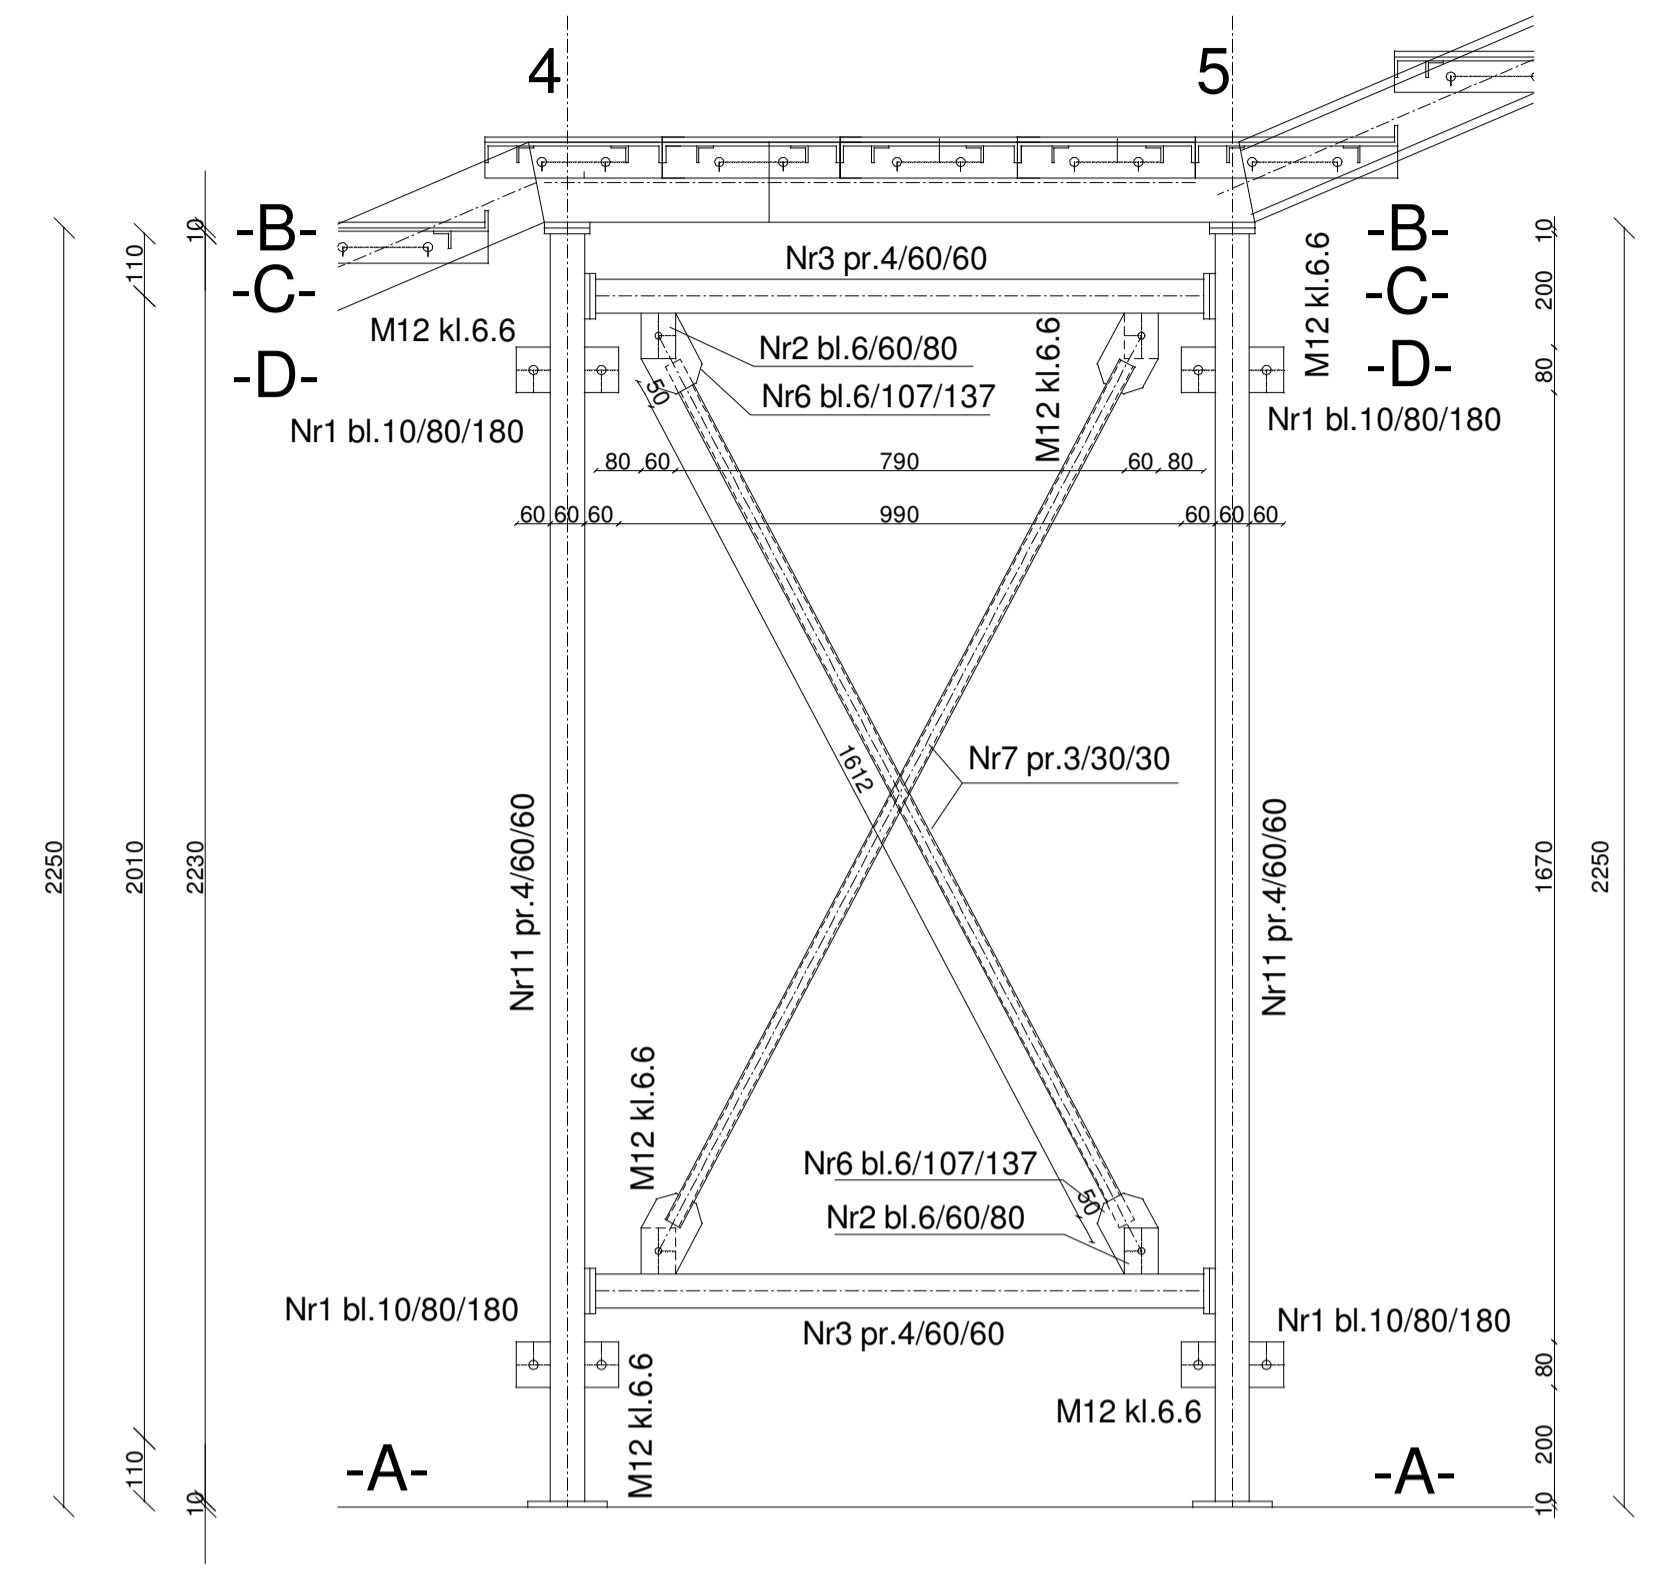 4
5
-B-
-B-
-C-
-C-
-D-
-D-
10
110
10
200
80
Nr3 pr.4/60/60
M12 kl.6.6
M12 kl.6.6
M12 kl.6.6
Nr2 bl.6/60/80
Nr6 bl.6/107/137
50
Nr1 bl.10/80/180
Nr1 bl.10/80/180
80 60 790 60 80
60 60 60 990 60 60 60
1612
Nr7 pr.3/30/30
Nr11 pr.4/60/60
Nr11 pr.4/60/60
2250
2010
2230
1670
2250
M12 kl.6.6
Nr6 bl.6/107/137
50
Nr2 bl.6/60/80
Nr1 bl.10/80/180
Nr1 bl.10/80/180
Nr3 pr.4/60/60
M12 kl.6.6
M12 kl.6.6
80
200
10
110
10
-A-
-A-